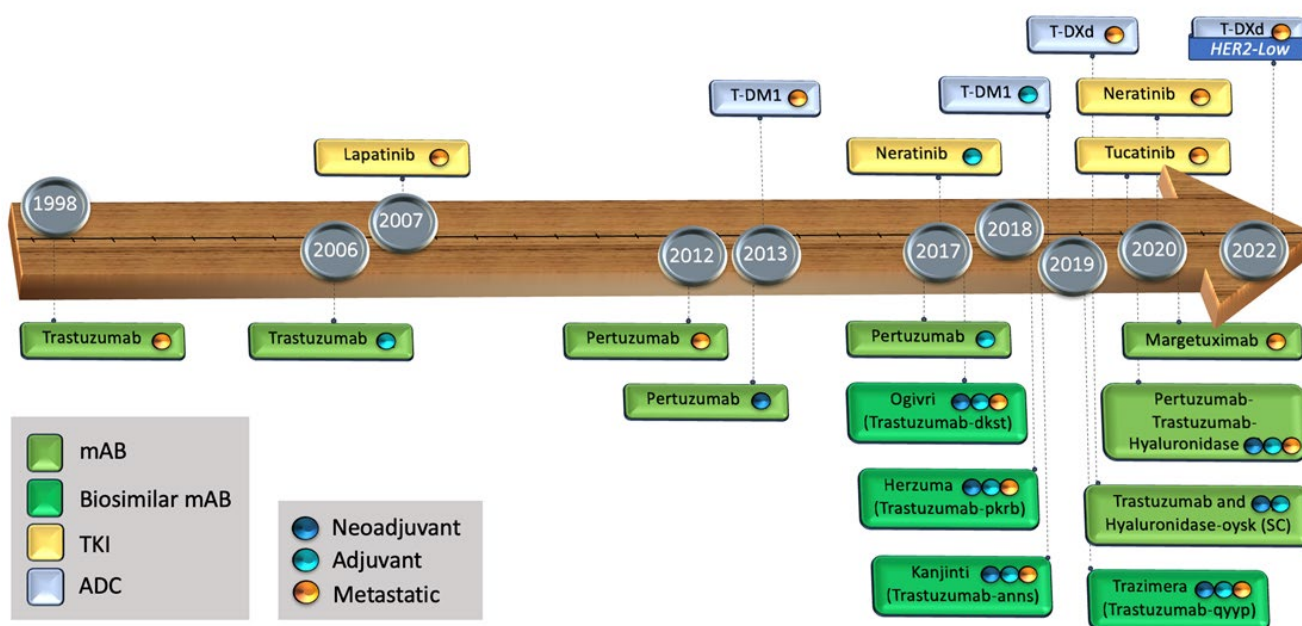 T-DXd
T-DXd
HER2-Low
T-DM1
T-DM1
Neratinib
Lapatinib
Neratinib
Tucatinib
1998
2006
2007
2012
2013
2017
2018
2019
2020
2022
Trastuzumab
Trastuzumab
Pertuzumab
Pertuzumab
Margetuximab
Pertuzumab
Ogivri
(Trastuzumab-dkst)
Pertuzumab-
Trastuzumab-
Hyaluronidase
Herzuma
(Trastuzumab-pkrb)
Trastuzumab and
Hyaluronidase-oysk (SC)
Kanjinti
(Trastuzumab-anns)
Trazimera
(Trastuzumab-qyyp)
mAB
Biosimilar mAB
TKI
ADC
Neoadjuvant
Adjuvant
Metastatic